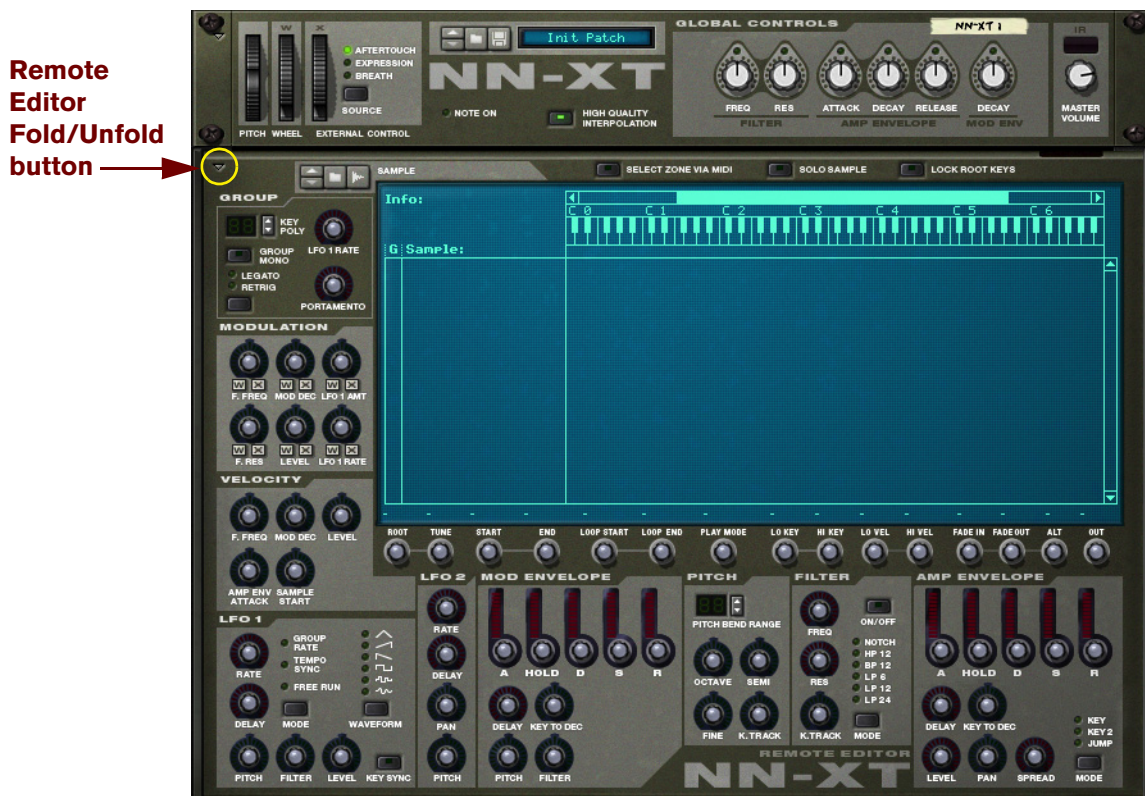 Remote
Editor
Fold/Unfold
button
W X
AFTERTOUCH
EXPRESSION
BREATH
SOURCE
PITCH WHEEL EXTERNAL CONTROL
Init Patch
NN-XT
NOTE ON
HIGH QUALITY
INTERPOLATION
GLOBAL CONTROLS
NN-XT 1
FREQ RES ATTACK DECAY RELEASE DECAY
FILTER AMP ENVELOPE MOD ENV
IR
MASTER
VOLUME
SAMPLE
SELECT ZONE VIA MIDI SOLO SAMPLE LOCK ROOT KEYS
GROUP
KEY
POLY
GROUP
MONO
LFO 1 RATE
LEGATO
RETRIG
PORTAMENTO
Info:
C 0 C 1 C 2 C 3 C 4 C 5 C 6
G Sample:
MODULATION
W X W X W X
F. FREQ MOD DEC LFO 1 AMT
W X W X W X
F. RES LEVEL LFO 1 RATE
VELOCITY
F. FREQ MOD DEC LEVEL
AMP ENV
ATTACK
SAMPLE
START
ROOT TUNE START END LOOP START LOOP END PLAY MODE LO KEY HI KEY LO VEL HI VEL FADE IN FADE OUT ALT OUT
LFO 1
RATE
GROUP
RATE
TEMPO
SYNC
FREE RUN
DELAY MODE WAVEFORM
PITCH FILTER LEVEL KEY SYNC
LFO 2
RATE
DELAY
PAN
PITCH
MOD ENVELOPE
A HOLD D S R
DELAY KEY TO DEC
PITCH FILTER
PITCH
PITCH BEND RANGE
OCTAVE SEMI
FINE K.TRACK
FILTER
FREQ ON/OFF
NOTCH
HP 12
BP 12
LP 6
LP 12
LP 24
RES
K.TRACK MODE
AMP ENVELOPE
A HOLD D S R
DELAY KEY TO DEC
KEY
KEY 2
JUMP
LEVEL PAN SPREAD MODE
REMOTE EDITOR
NN-XT